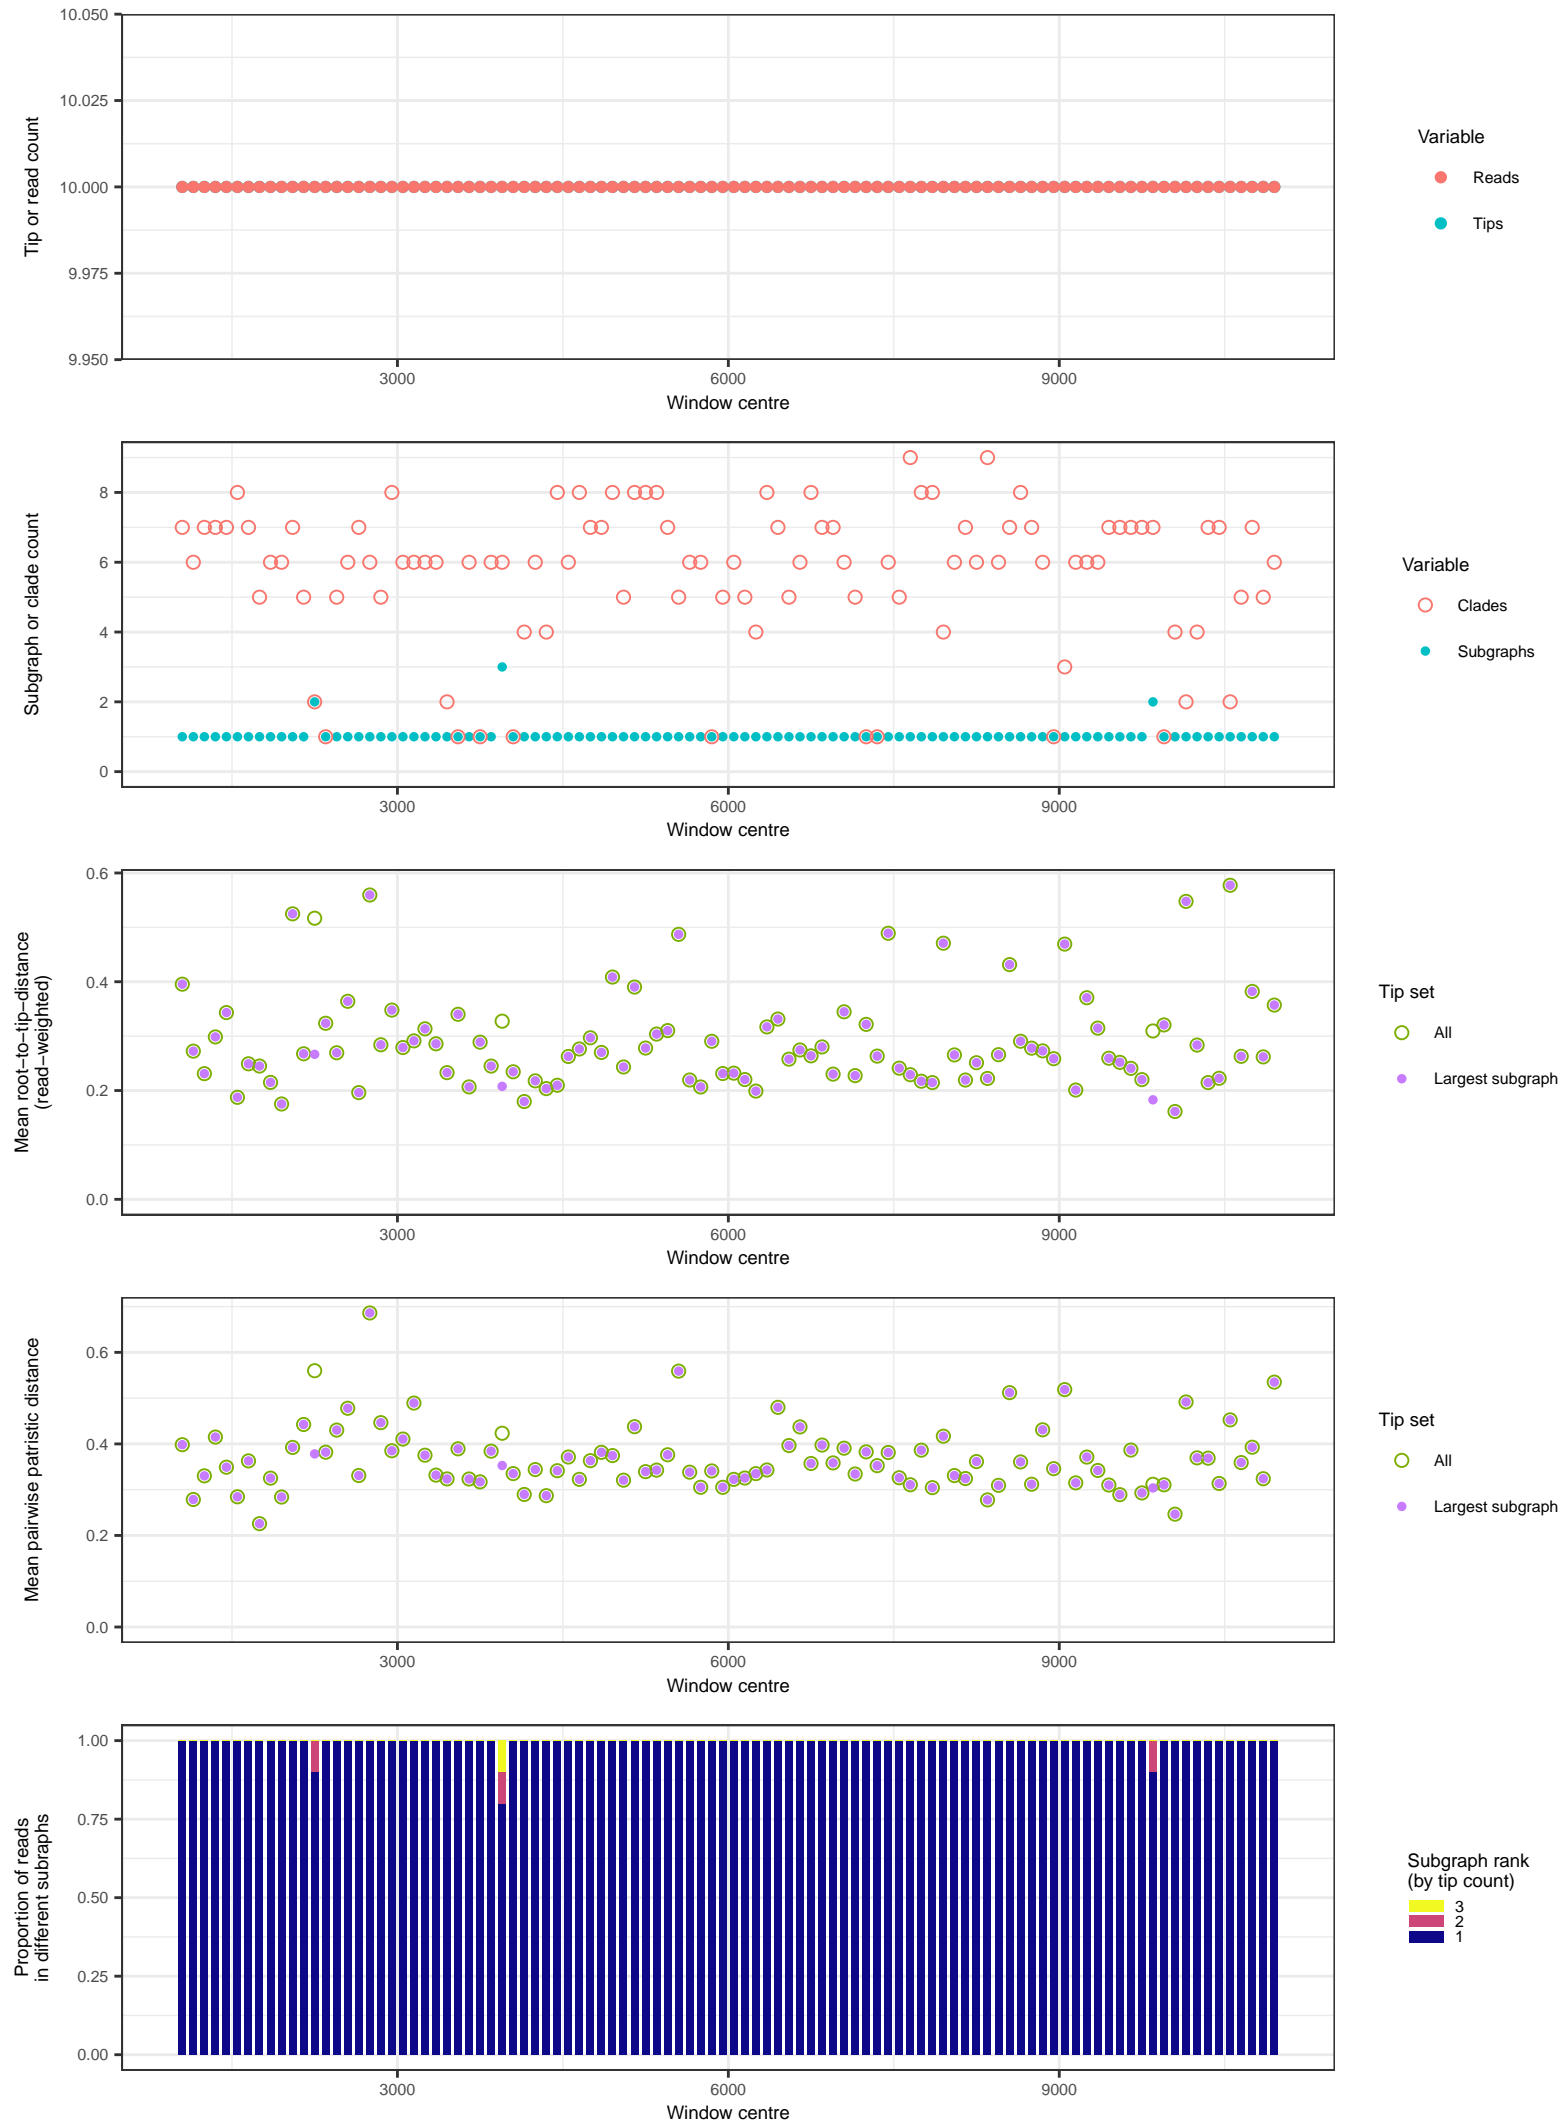 10.050
10.025
10.000
9.975
9.950
Tip or read count
3000 6000 9000
Window centre
Variable
Reads
Tips
8
6
4
2
0
Subgraph or clade count
3000 6000 9000
Window centre
Variable
Clades
Subgraphs
0.6
0.4
0.2
0.0
Mean root−to−tip−distance
(read−weighted)
3000 6000 9000
Window centre
Tip set
All
Largest subgraph
0.6
0.4
0.2
0.0
Mean pairwise patristic distance
3000 6000 9000
Window centre
Tip set
All
Largest subgraph
1.00
0.75
0.50
0.25
0.00
Proportion of reads
in different subraphs
3000 6000 9000
Window centre
Subgraph rank
(by tip count)
3
2
1